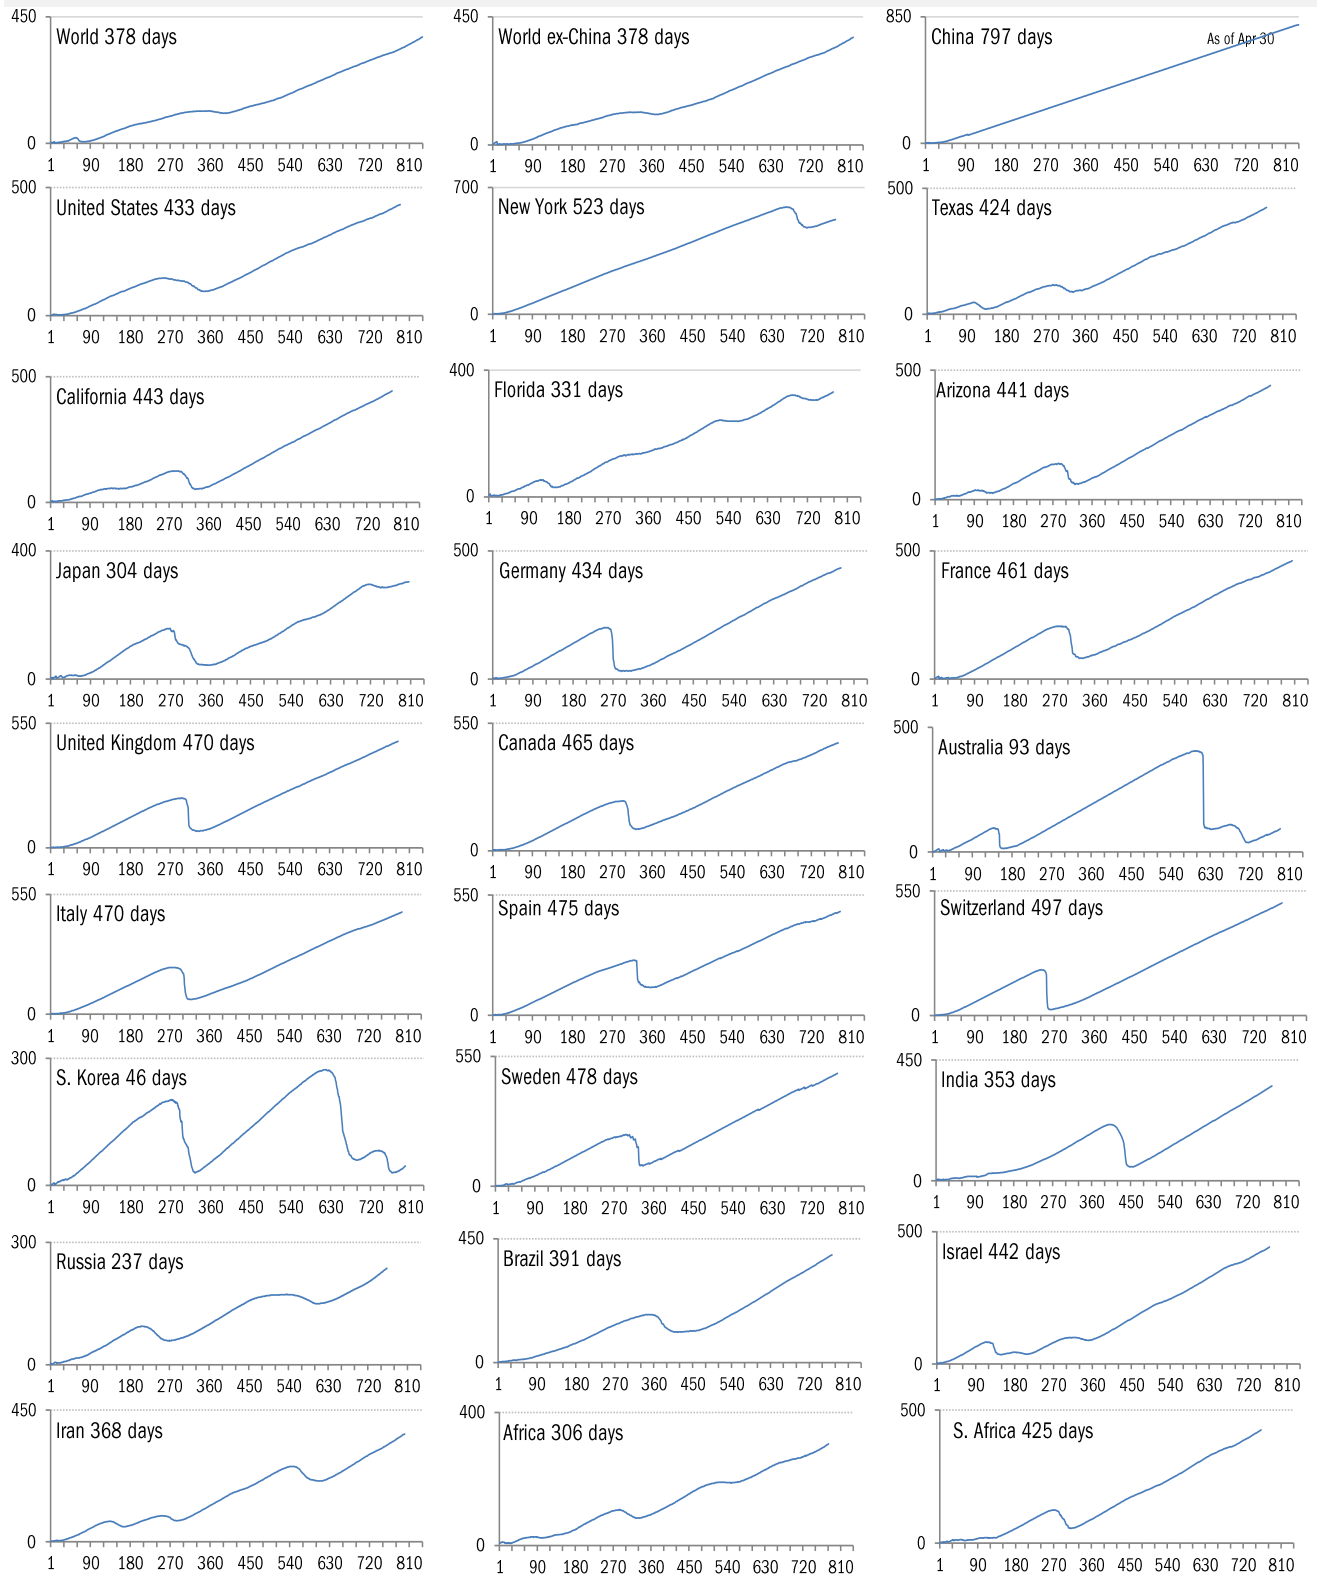 450 450 850
World 378 days World ex-China 378 days China 797 days As of Apr 30
0 0 0
1 90 180 270 360 450 540 630 720 810 1 90 180 270 360 450 540 630 720 810 1 90 180 270 360 450 540 630 720 810
500 700 500
United States 433 days New York 523 days Texas 424 days
0 0 0
1 90 180 270 360 450 540 630 720 810 1 90 180 270 360 450 540 630 720 810 1 90 180 270 360 450 540 630 720 810
500 400 500
California 443 days Florida 331 days Arizona 441 days
0 0 0
1 90 180 270 360 450 540 630 720 810 1 90 180 270 360 450 540 630 720 810 1 90 180 270 360 450 540 630 720 810
400 500 500
Japan 304 days Germany 434 days France 461 days
0 0 0
1 90 180 270 360 450 540 630 720 810 1 90 180 270 360 450 540 630 720 810 1 90 180 270 360 450 540 630 720 810
550 550 500
United Kingdom 470 days Canada 465 days Australia 93 days
0 0 0
1 90 180 270 360 450 540 630 720 810 1 90 180 270 360 450 540 630 720 810 1 90 180 270 360 450 540 630 720 810
550 550 550
Italy 470 days Spain 475 days Switzerland 497 days
0 0 0
1 90 180 270 360 450 540 630 720 810 1 90 180 270 360 450 540 630 720 810 1 90 180 270 360 450 540 630 720 810
300 550 450
S. Korea 46 days Sweden 478 days India 353 days
0 0 0
1 90 180 270 360 450 540 630 720 810 1 90 180 270 360 450 540 630 720 810 1 90 180 270 360 450 540 630 720 810
300 450 500
Russia 237 days Brazil 391 days Israel 442 days
0 0 0
1 90 180 270 360 450 540 630 720 810 1 90 180 270 360 450 540 630 720 810 1 90 180 270 360 450 540 630 720 810
450 400 500
Iran 368 days Africa 306 days S. Africa 425 days
0 0 0
1 90 180 270 360 450 540 630 720 810 1 90 180 270 360 450 540 630 720 810 1 90 180 270 360 450 540 630 720 810